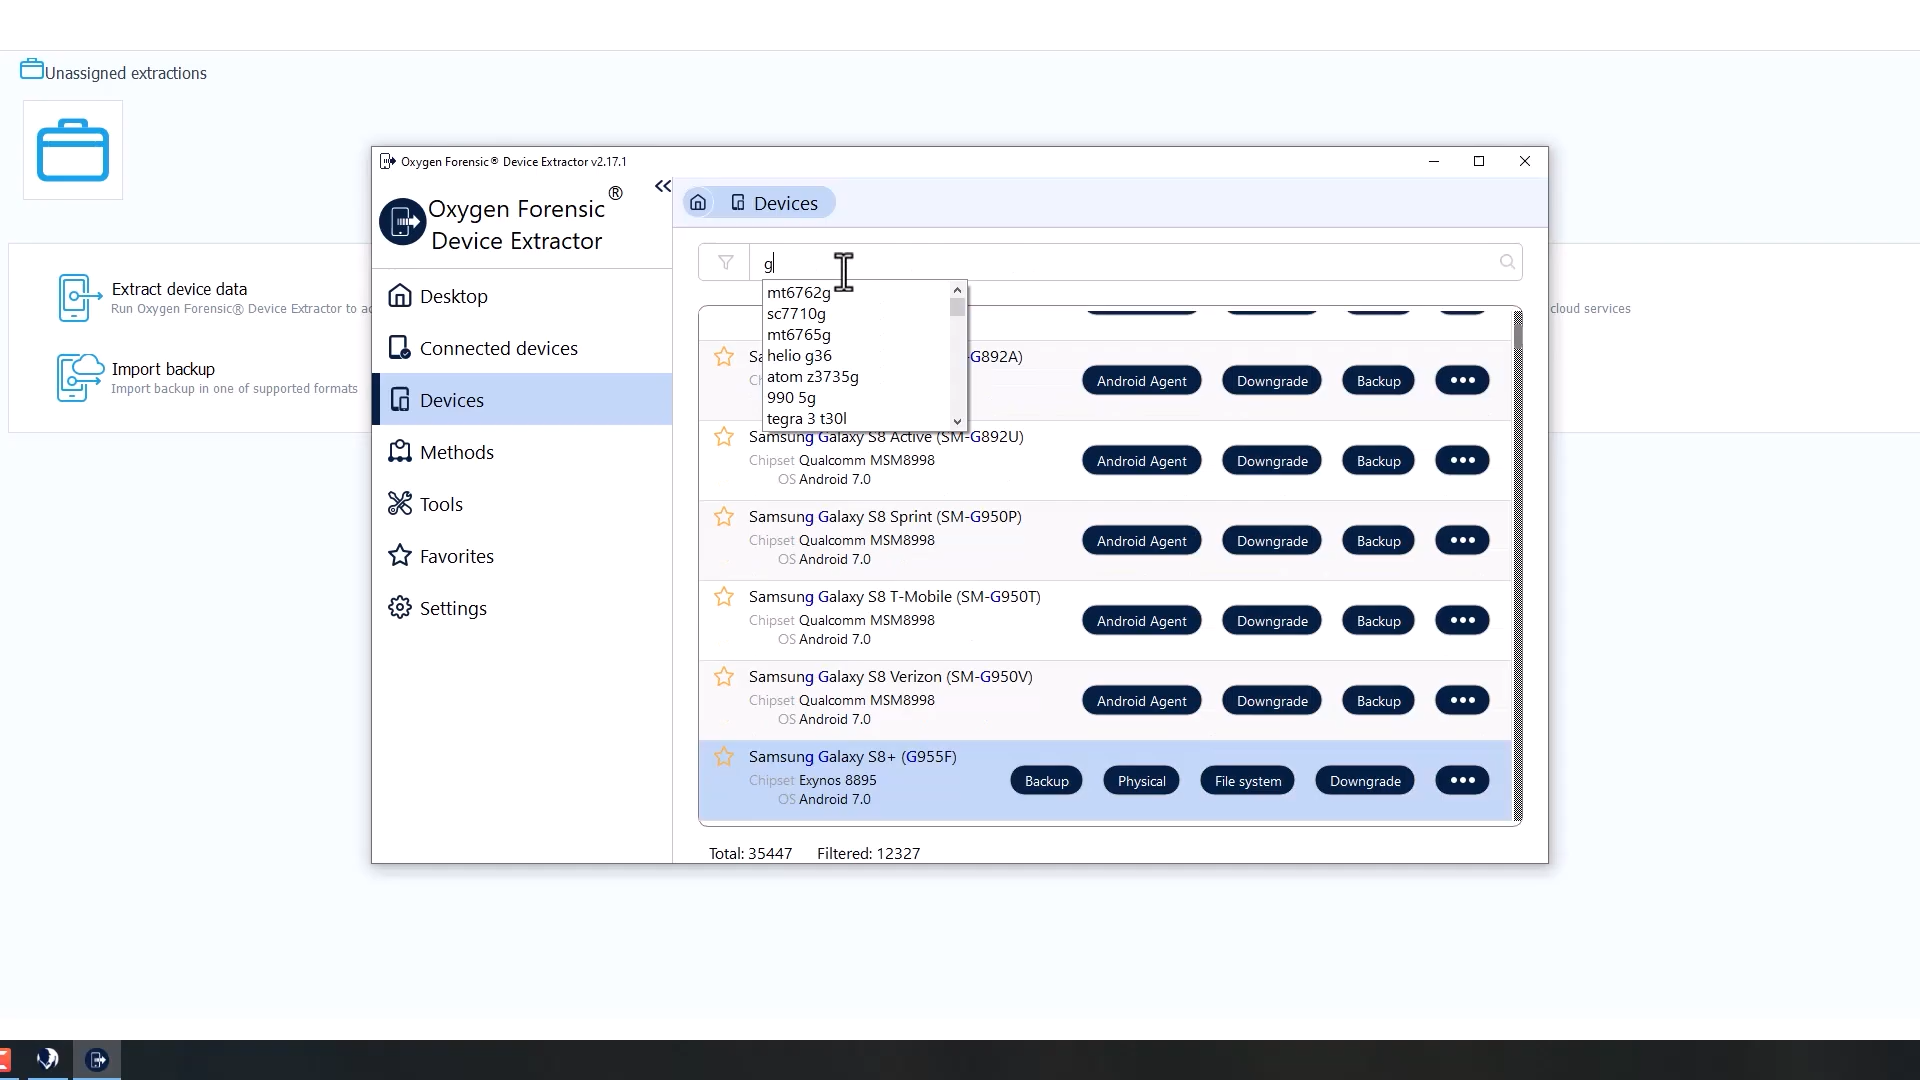 Unassigned extractions
Extract device data
Run Oxygen Forensic® Device Extractor to ac
Import backup
Import backup in one of supported formats
cloud services
Oxygen Forensic® Device Extractor v2.17.1
Oxygen Forensic ®
Device Extractor
Desktop
Connected devices
Devices
Methods
Tools
Favorites
Settings
Devices
g
mt6762g
sc7710g
mt6765g
helio g36
atom z3735g
990 5g
tegra 3 t30l
-G892A)
Android Agent Downgrade Backup •••
Samsung Galaxy S8 Active (SM-G892U)
Chipset Qualcomm MSM8998
OS Android 7.0
Android Agent Downgrade Backup •••
Samsung Galaxy S8 Sprint (SM-G950P)
Chipset Qualcomm MSM8998
OS Android 7.0
Android Agent Downgrade Backup •••
Samsung Galaxy S8 T-Mobile (SM-G950T)
Chipset Qualcomm MSM8998
OS Android 7.0
Android Agent Downgrade Backup •••
Samsung Galaxy S8 Verizon (SM-G950V)
Chipset Qualcomm MSM8998
OS Android 7.0
Android Agent Downgrade Backup •••
Samsung Galaxy S8+ (G955F)
Chipset Exynos 8895
OS Android 7.0
Backup Physical File system Downgrade •••
Total: 35447 Filtered: 12327